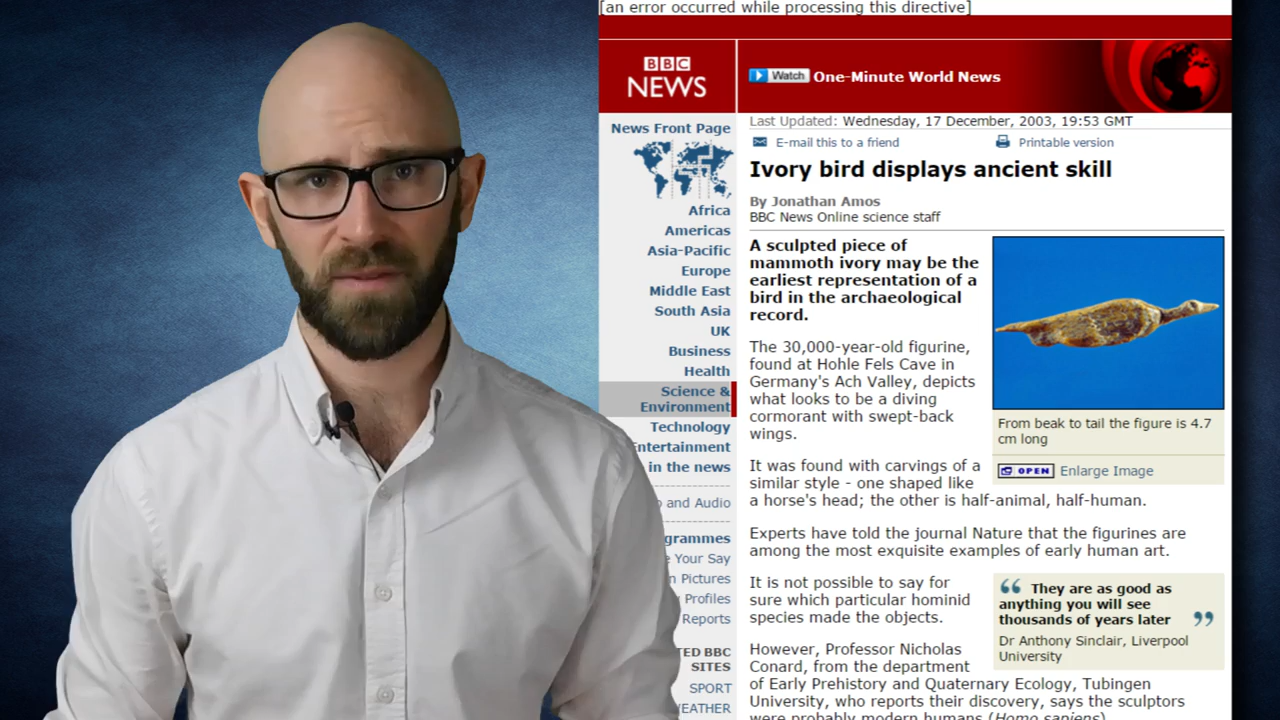 [an error occurred while processing this directive]
BBC
NEWS
Watch One-Minute World News
News Front Page
Africa
Americas
Asia-Pacific
Europe
Middle East
South Asia
UK
Business
Health
Science &
Environment
Technology
Entertainment
in the news
and Audio
Your Say
Pictures
Profiles
Reports
BBC
SITES
SPORT
Last Updated: Wednesday, 17 December, 2003, 19:53 GMT
E-mail this to a friend
Printable version
Ivory bird displays ancient skill
By Jonathan Amos
BBC News Online science staff
A sculpted piece of
mammoth ivory may be the
earliest representation of a
bird in the archaeological
record.
From beak to tail the figure is 4.7
cm long
OPEN Enlarge Image
The 30,000-year-old figurine,
found at Hohle Fels Cave in
Germany's Ach Valley, depicts
what looks to be a diving
cormorant with swept-back
wings.
It was found with carvings of a
similar style - one shaped like
a horse's head; the other is half-animal, half-human.
Experts have told the journal Nature that the figurines are
among the most exquisite examples of early human art.
It is not possible to say for
sure which particular hominid
species made the objects.
“ They are as good as
anything you will see
thousands of years later ”
Dr Anthony Sinclair, Liverpool
University
However, Professor Nicholas
Conard, from the department
of Early Prehistory and Quaternary Ecology, Tubingen
University, who reports their discovery, says the sculptors
were probably modern humans (Homo sapiens